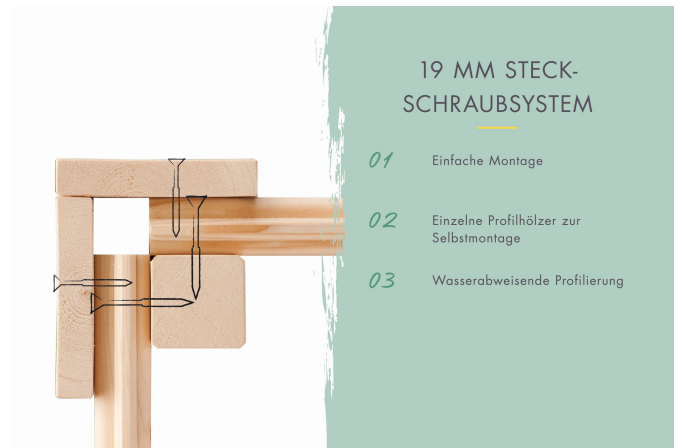 19 MM STECK-
SCHRAUBSYSTEM
01 Einfache Montage
02 Einzelne Profilhölzer zur
Selbstmontage
03 Wasserabweisende Profilierung